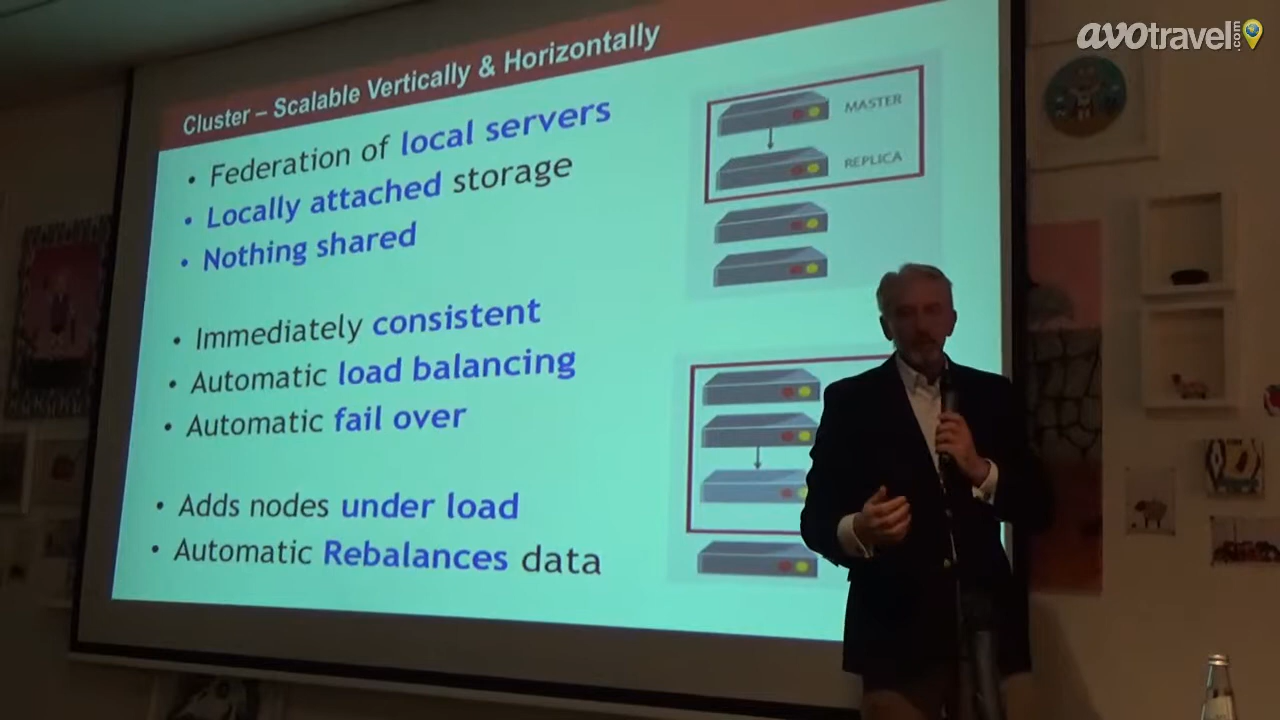 avotravel.com
Cluster – Scalable Vertically & Horizontally
• Federation of local servers
• Locally attached storage
• Nothing shared
• Immediately consistent
• Automatic load balancing
• Automatic fail over
• Adds nodes under load
• Automatic Rebalances data
MASTER
REPLICA